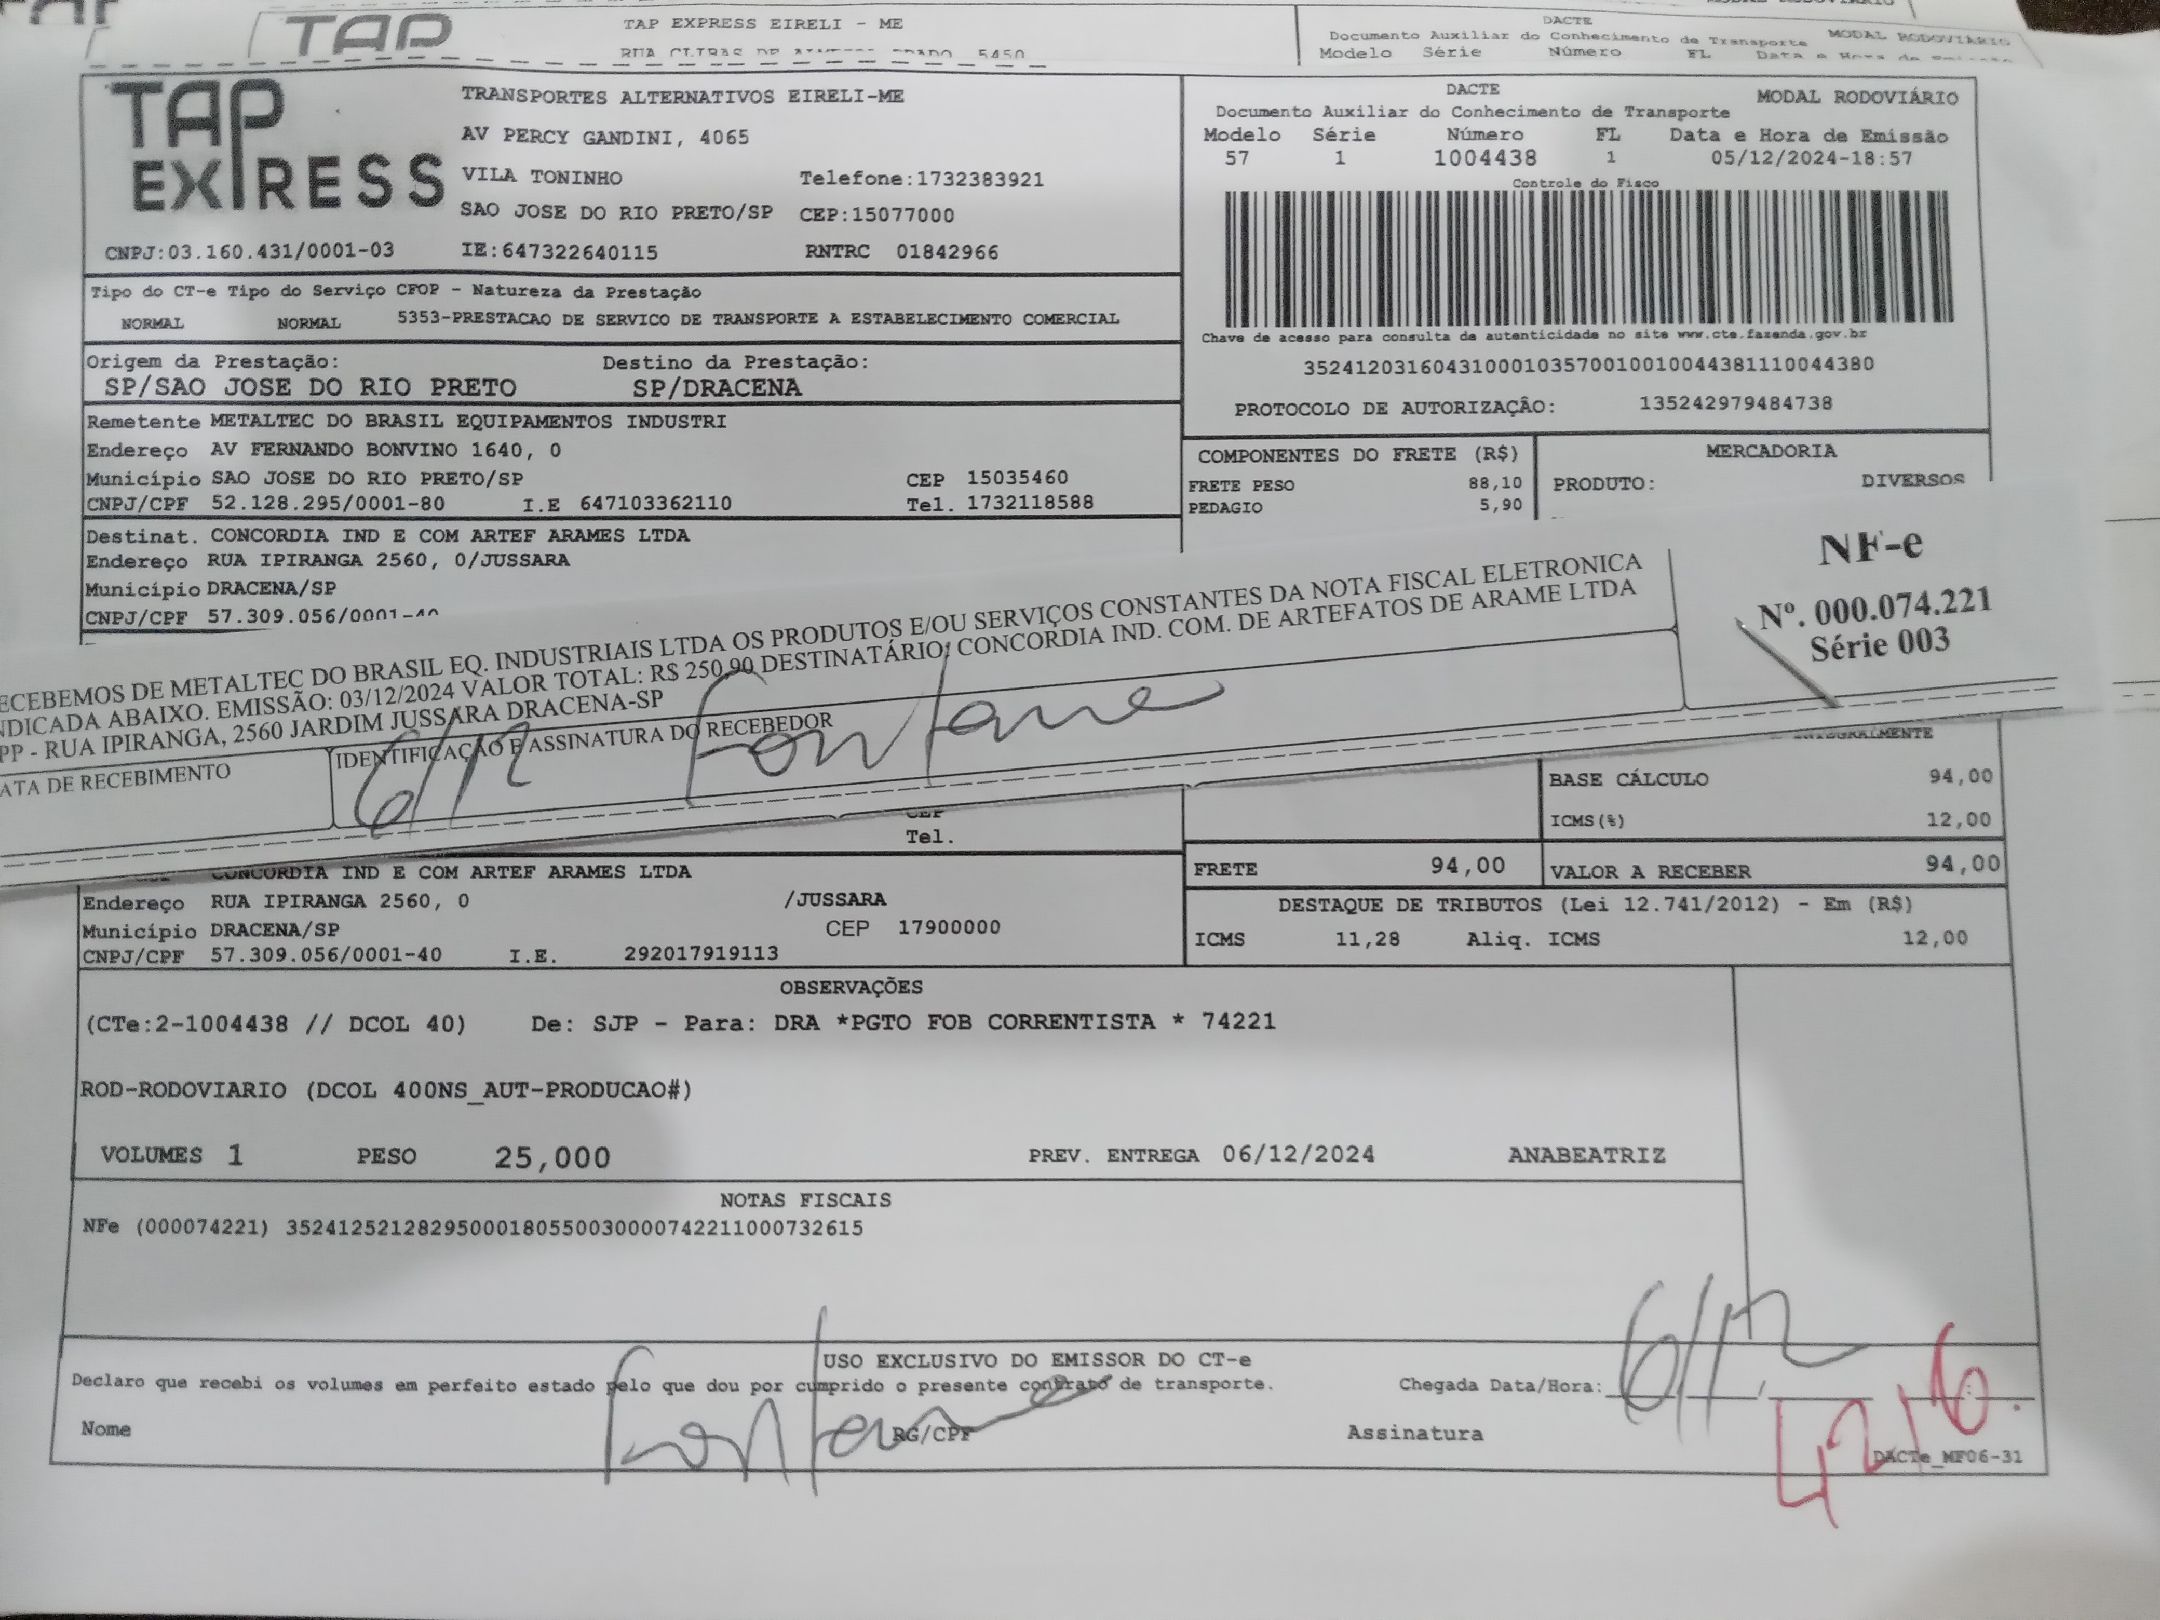 TAP
TAP EXPRESS EIRELI - ME
DACTE
Documento Auxiliar do Conhecimento de Transporte MODAL RODOVIÁRIO
Modelo Série Número FL
TAP EXPRESS
TRANSPORTES ALTERNATIVOS EIRELI-ME
AV PERCY GANDINI, 4065
VILA TONINHO Telefone:1732383921
SAO JOSE DO RIO PRETO/SP CEP:15077000
CNPJ:03.160.431/0001-03 IE:647322640115 RNTRC 01842966
DACTE MODAL RODOVIÁRIO
Documento Auxiliar do Conhecimento de Transporte
Modelo Série Número FL Data e Hora de Emissão
57 1 1004438 1 05/12/2024-18:57
Controle do Fisco
Chave de acesso para consulta de autenticidade no site www.cte.fazenda.gov.br
35241203160431000103570010010044381110044380
PROTOCOLO DE AUTORIZAÇÃO: 135242979484738
Tipo do CT-e Tipo do Serviço CFOP - Natureza da Prestação
NORMAL NORMAL 5353-PRESTACAO DE SERVICO DE TRANSPORTE A ESTABELECIMENTO COMERCIAL
Origem da Prestação: Destino da Prestação:
SP/SAO JOSE DO RIO PRETO SP/DRACENA
Remetente METALTEC DO BRASIL EQUIPAMENTOS INDUSTRI
Endereço AV FERNANDO BONVINO 1640, 0
Município SAO JOSE DO RIO PRETO/SP CEP 15035460
CNPJ/CPF 52.128.295/0001-80 I.E 647103362110 Tel. 1732118588
COMPONENTES DO FRETE (R$)
FRETE PESO 88,10
PEDAGIO 5,90
MERCADORIA
PRODUTO: DIVERSOS
Destinat. CONCORDIA IND E COM ARTEF ARAMES LTDA
Endereço RUA IPIRANGA 2560, 0/JUSSARA
Município DRACENA/SP
CNPJ/CPF 57.309.056/0001-40
ECEBEMOS DE METALTEC DO BRASIL EQ. INDUSTRIAIS LTDA OS PRODUTOS E/OU SERVIÇOS CONSTANTES DA NOTA FISCAL ELETRONICA
NDICADA ABAIXO. EMISSÃO: 03/12/2024 VALOR TOTAL: R$ 250,90 DESTINATÁRIO: CONCORDIA IND. COM. DE ARTEFATOS DE ARAME LTDA
PP - RUA IPIRANGA, 2560 JARDIM JUSSARA DRACENA-SP
ATA DE RECEBIMENTO
IDENTIFICAÇÃO E ASSINATURA DO RECEBEDOR
6/12 Fontane
NF-e
Nº. 000.074.221
Série 003
INTEGRALMENTE
BASE CÁLCULO 94,00
ICMS(%) 12,00
CEP
Tel.
FRETE 94,00 VALOR A RECEBER 94,00
CONCORDIA IND E COM ARTEF ARAMES LTDA
Endereço RUA IPIRANGA 2560, 0 /JUSSARA
Município DRACENA/SP CEP 17900000
CNPJ/CPF 57.309.056/0001-40 I.E. 292017919113
DESTAQUE DE TRIBUTOS (Lei 12.741/2012) - Em (R$)
ICMS 11,28 Aliq. ICMS 12,00
OBSERVAÇÕES
(CTe:2-1004438 // DCOL 40) De: SJP - Para: DRA *PGTO FOB CORRENTISTA * 74221
ROD-RODOVIARIO (DCOL 400NS_AUT-PRODUCAO#)
VOLUMES 1 PESO 25,000 PREV. ENTREGA 06/12/2024 ANABEATRIZ
NOTAS FISCAIS
NFe (000074221) 35241252128295000180550030000742211000732615
USO EXCLUSIVO DO EMISSOR DO CT-e
Declaro que recebi os volumes em perfeito estado pelo que dou por cumprido o presente contrato de transporte. Chegada Data/Hora: 6/12
Nome Fontane RG/CPF Assinatura
DACTe_MF06-31